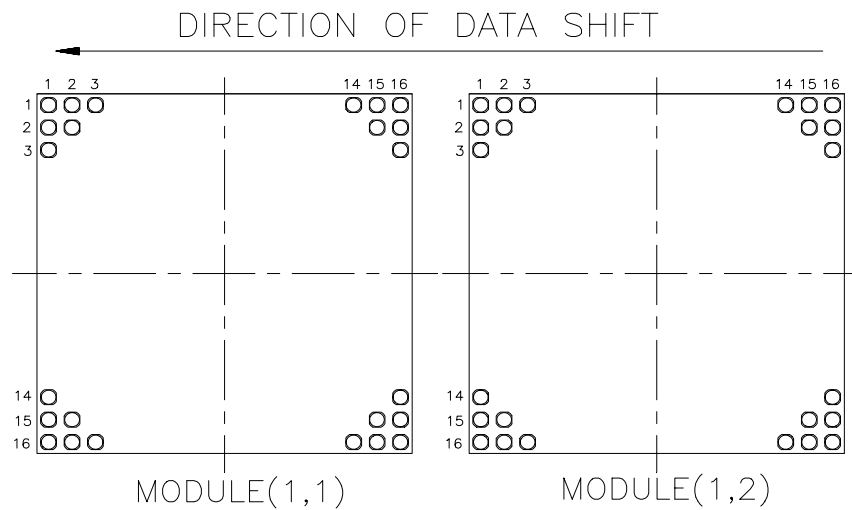 DIRECTION OF DATA SHIFT
1 2 3 14 15 16 1 2 3 14 15 16
1 1
2 2
3 3
14 14
15 15
16 16
MODULE(1,1) MODULE(1,2)